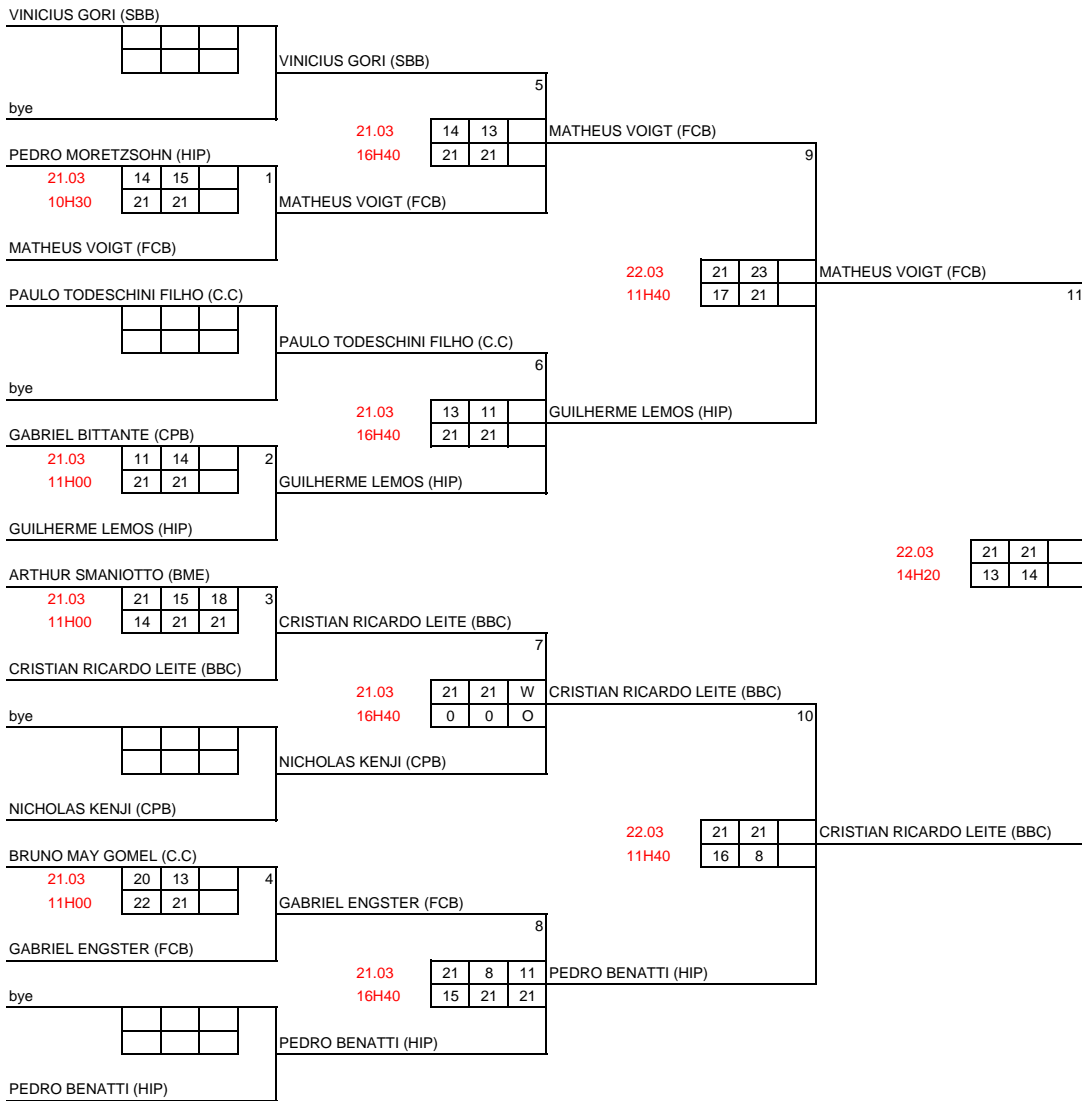 VINICIUS GORI (SBB)
VINICIUS GORI (SBB)
5
bye
21.03 14 13 MATHEUS VOIGT (FCB)
16H40 21 21
PEDRO MORETZSOHN (HIP)
9
21.03 14 15 1
10H30 21 21 MATHEUS VOIGT (FCB)
MATHEUS VOIGT (FCB)
22.03 21 23 MATHEUS VOIGT (FCB)
11H40 17 21 11
PAULO TODESCHINI FILHO (C.C)
PAULO TODESCHINI FILHO (C.C)
6
bye
21.03 13 11 GUILHERME LEMOS (HIP)
16H40 21 21
GABRIEL BITTANTE (CPB)
21.03 11 14 2
11H00 21 21 GUILHERME LEMOS (HIP)
GUILHERME LEMOS (HIP)
22.03 21 21
14H20 13 14
ARTHUR SMANIOTTO (BME)
21.03 21 15 18 3
11H00 14 21 21 CRISTIAN RICARDO LEITE (BBC)
7
CRISTIAN RICARDO LEITE (BBC)
21.03 21 21 W CRISTIAN RICARDO LEITE (BBC)
16H40 0 0 O 10
bye
NICHOLAS KENJI (CPB)
NICHOLAS KENJI (CPB)
22.03 21 21 CRISTIAN RICARDO LEITE (BBC)
11H40 16 8
BRUNO MAY GOMEL (C.C)
21.03 20 13 4
11H00 22 21 GABRIEL ENGSTER (FCB)
8
GABRIEL ENGSTER (FCB)
21.03 21 8 11 PEDRO BENATTI (HIP)
16H40 15 21 21
bye
PEDRO BENATTI (HIP)
PEDRO BENATTI (HIP)